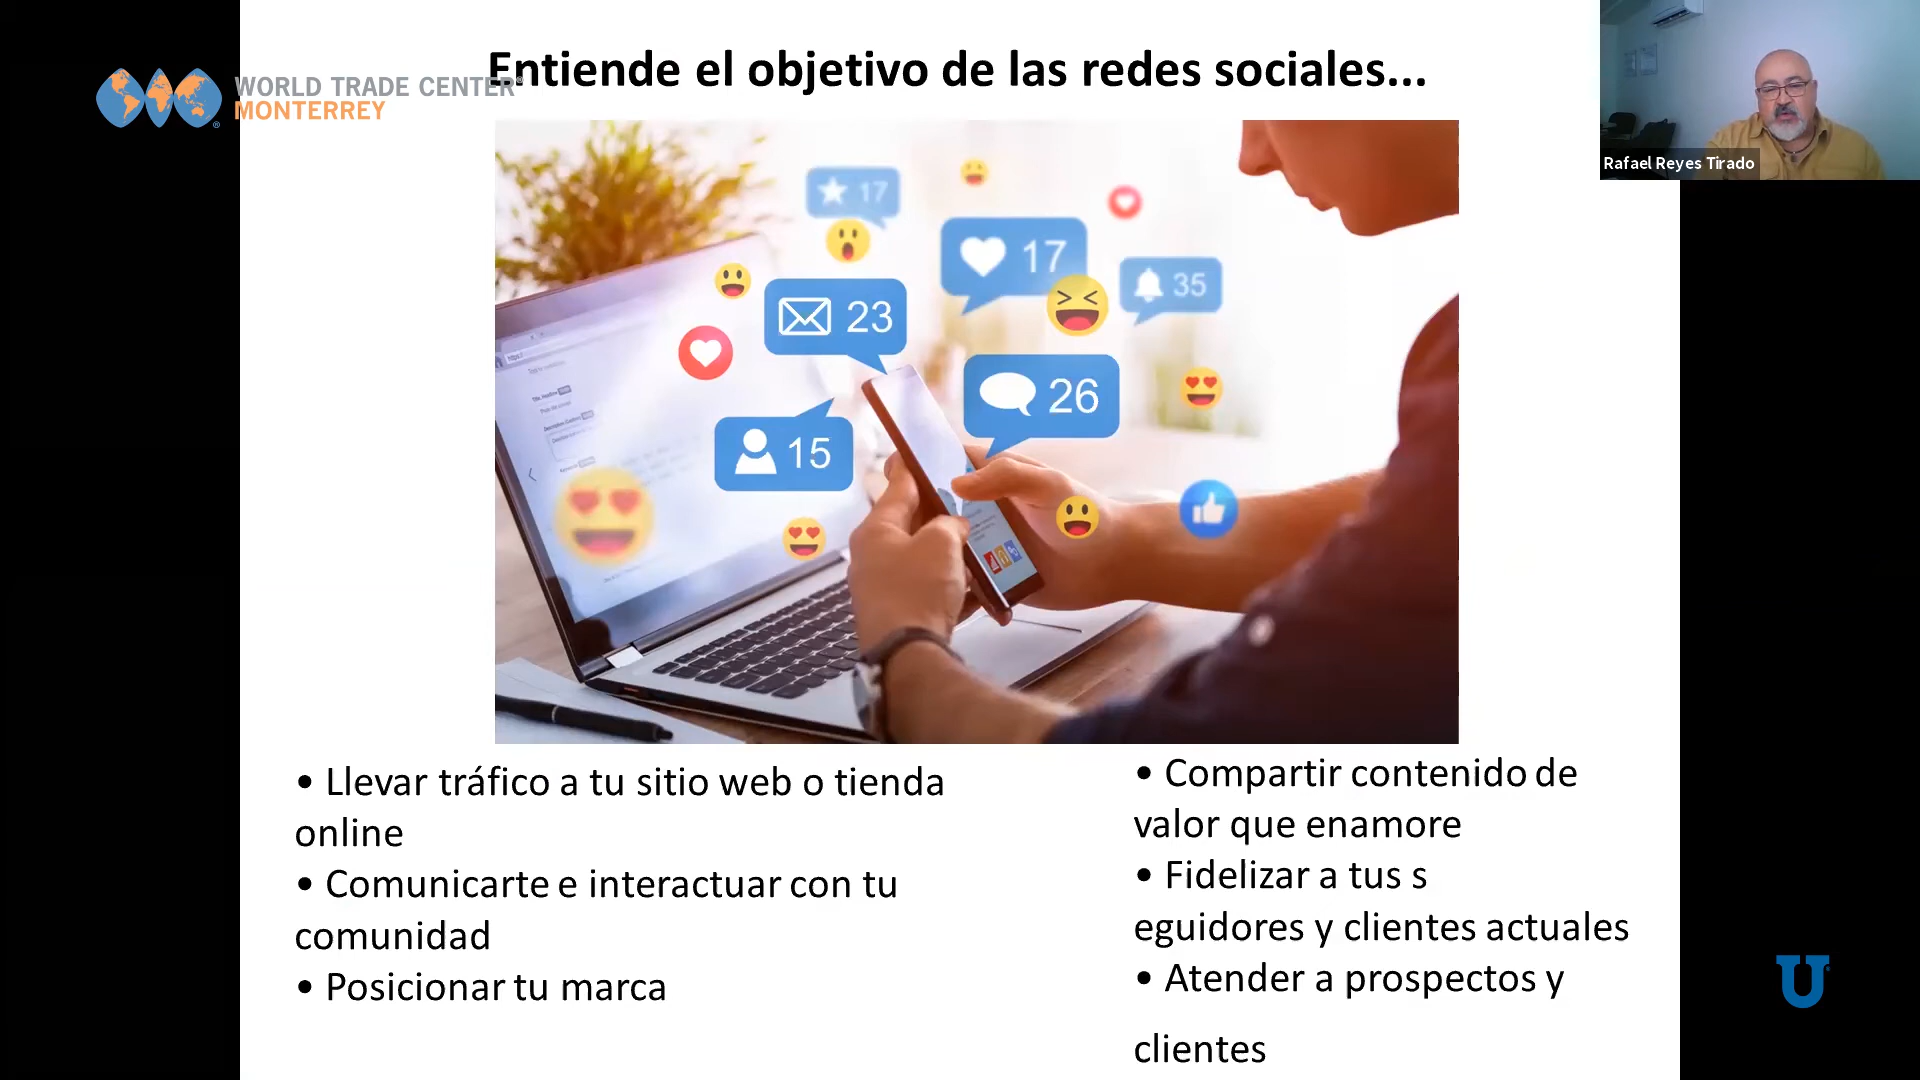 Entiende el objetivo de las redes sociales...
WORLD TRADE CENTER®
MONTERREY
®
Rafael Reyes Tirado
17
17
35
23
26
15
• Llevar tráfico a tu sitio web o tienda
online
• Comunicarte e interactuar con tu
comunidad
• Posicionar tu marca
• Compartir contenido de
valor que enamore
• Fidelizar a tus s
eguidores y clientes actuales
• Atender a prospectos y
clientes
U